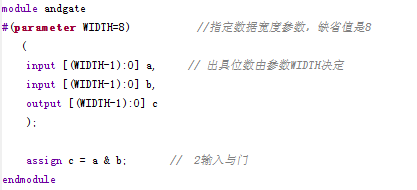 module andgate
#(parameter WIDTH=8) //指定数据宽度参数，缺省值是8
(
input [(WIDTH-1):0] a, // 出具位数由参数WIDTH决定
input [(WIDTH-1):0] b,
output [(WIDTH-1):0] c
);
assign c = a & b; // 2输入与门
endmodule